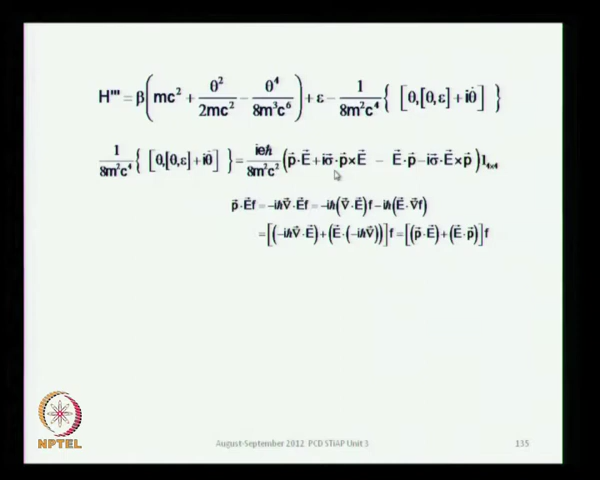 H''' = β(mc² + θ²/2mc² − θ⁴/8m³c⁶) + ε − 1/8m²c⁴ { [θ,[θ,ε] + iθ̇] }
1/8m²c⁴ { [θ,[θ,ε] + iθ̇] } = ieħ/8m²c² (p⃗·E⃗ + iσ⃗·p⃗×E⃗ − E⃗·p⃗ − iσ⃗·E⃗×p⃗)1₄ₓ₄
p⃗·E⃗f = −iħ∇⃗·E⃗f = −iħ(∇⃗·E⃗)f − iħ(E⃗·∇⃗f)
= [(−iħ∇⃗·E⃗) + (E⃗·(−iħ∇⃗))]f = [(p⃗·E⃗) + (E⃗·p⃗)]f
NPTEL
August-September 2012 PCD STiAP Unit 3
135